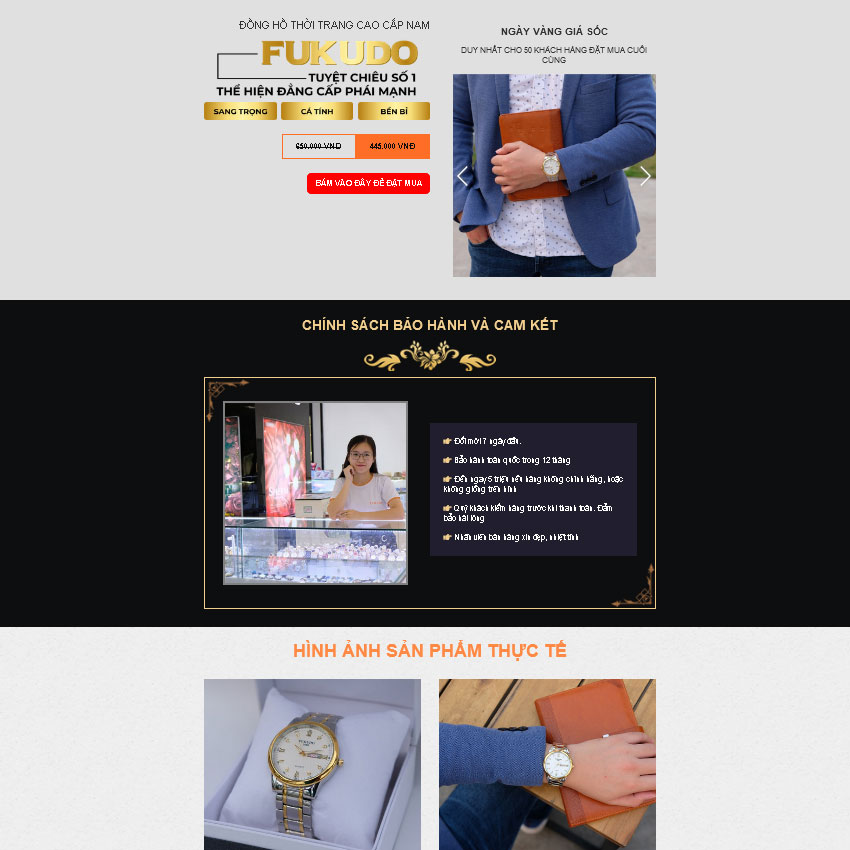 ĐỒNG HỒ THỜI TRANG CAO CẤP NAM
FUKUDO
TUYỆT CHIÊU SỐ 1
THỂ HIỆN ĐẲNG CẤP PHÁI MẠNH
SANG TRỌNG
CÁ TÍNH
BỀN BỈ
650.000 VNĐ
445.000 VNĐ
BẤM VÀO ĐÂY ĐỂ ĐẶT MUA
NGÀY VÀNG GIÁ SỐC
DUY NHẤT CHO 50 KHÁCH HÀNG ĐẶT MUA CUỐI
CÙNG
CHÍNH SÁCH BẢO HÀNH VÀ CAM KẾT
Đổi mới 7 ngày đầu.
Bảo hành toàn quốc trong 12 tháng
Đền ngay 5 triệu nếu hàng không chính hãng, hoặc
không giống trên hình
Quý khách kiểm hàng trước khi thanh toán. Đảm
bảo hài lòng
Nhân viên bán hàng xin đẹp, nhiệt tình
HÌNH ẢNH SẢN PHẨM THỰC TẾ